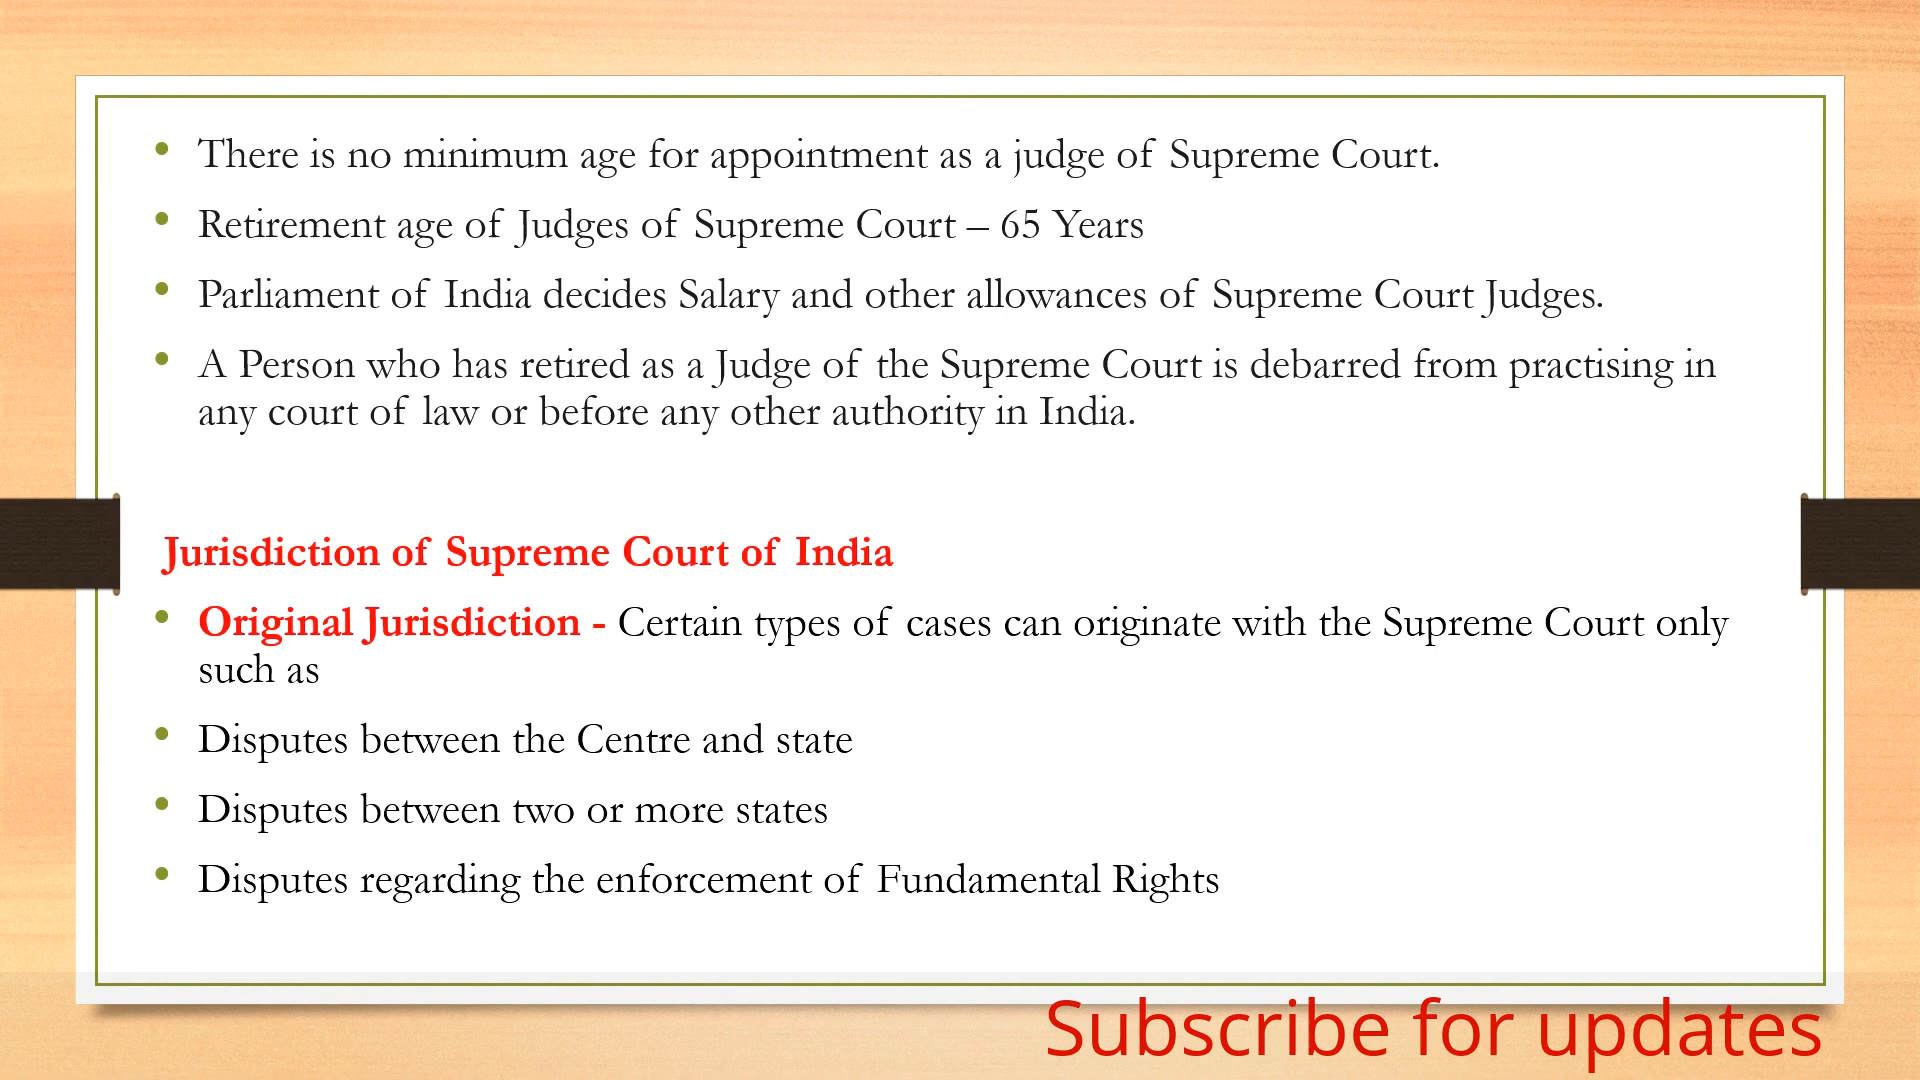 • There is no minimum age for appointment as a judge of Supreme Court.
• Retirement age of Judges of Supreme Court – 65 Years
• Parliament of India decides Salary and other allowances of Supreme Court Judges.
• A Person who has retired as a Judge of the Supreme Court is debarred from practising in
any court of law or before any other authority in India.
Jurisdiction of Supreme Court of India
• Original Jurisdiction - Certain types of cases can originate with the Supreme Court only
such as
• Disputes between the Centre and state
• Disputes between two or more states
• Disputes regarding the enforcement of Fundamental Rights
Subscribe for updates